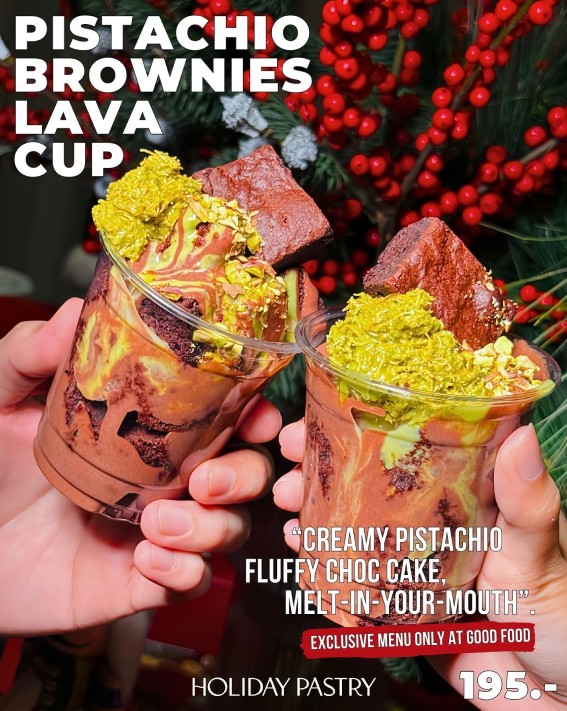 PISTACHIO
BROWNIES
LAVA
CUP
“CREAMY PISTACHIO
FLUFFY CHOC CAKE,
MELT-IN-YOUR-MOUTH”.
EXCLUSIVE MENU ONLY AT GOOD FOOD
HOLIDAY PASTRY
195.-